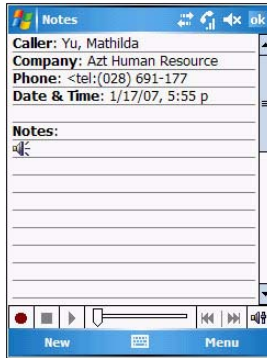 Notes
ok
Caller: Yu, Mathilda
Company: Azt Human Resource
Phone: <tel:(028) 691-177
Date & Time: 1/17/07, 5:55 p
Notes:
New
Menu